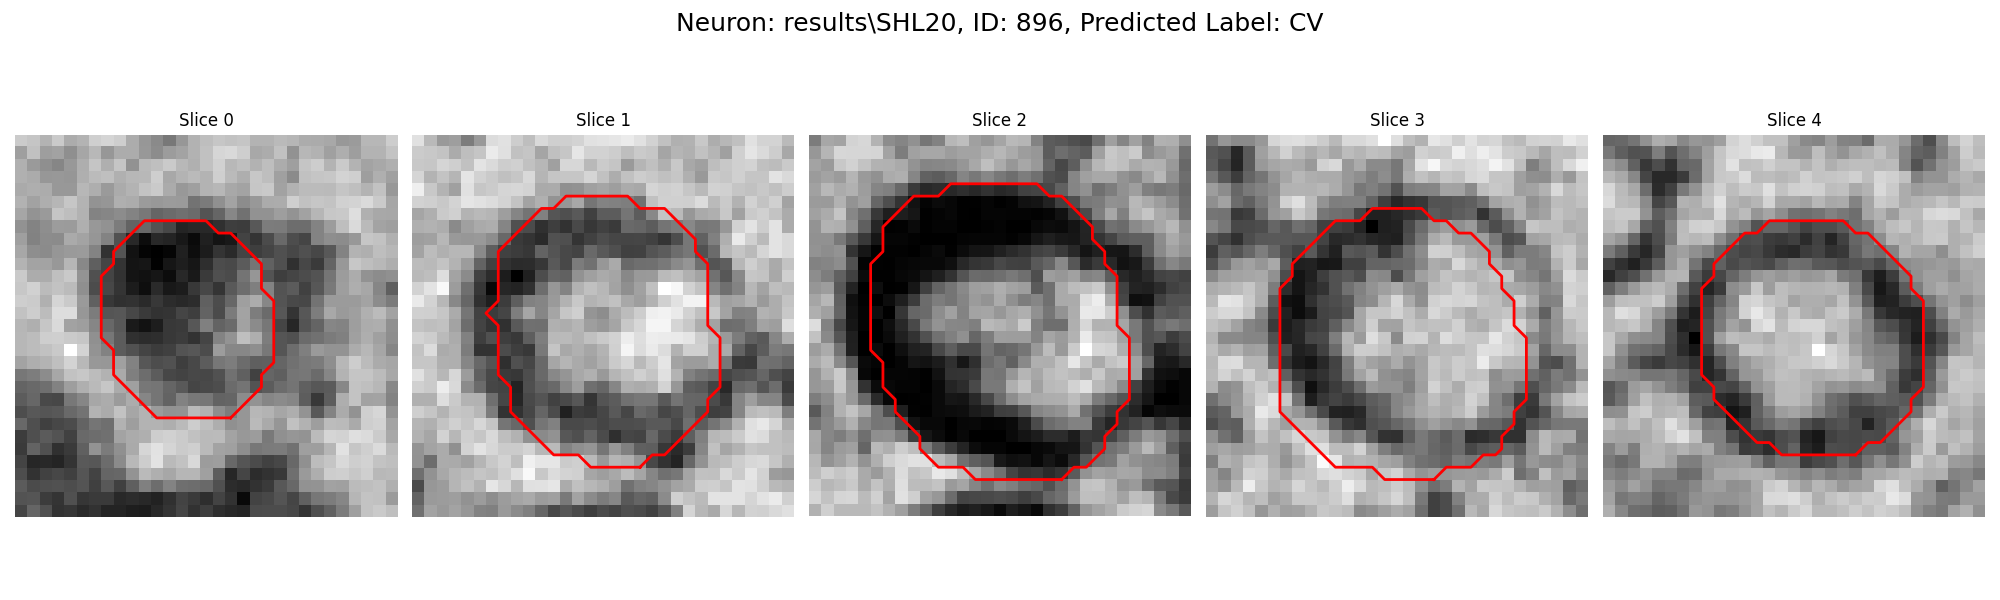 Neuron: results\SHL20, ID: 896, Predicted Label: CV
Slice 0
Slice 1
Slice 2
Slice 3
Slice 4